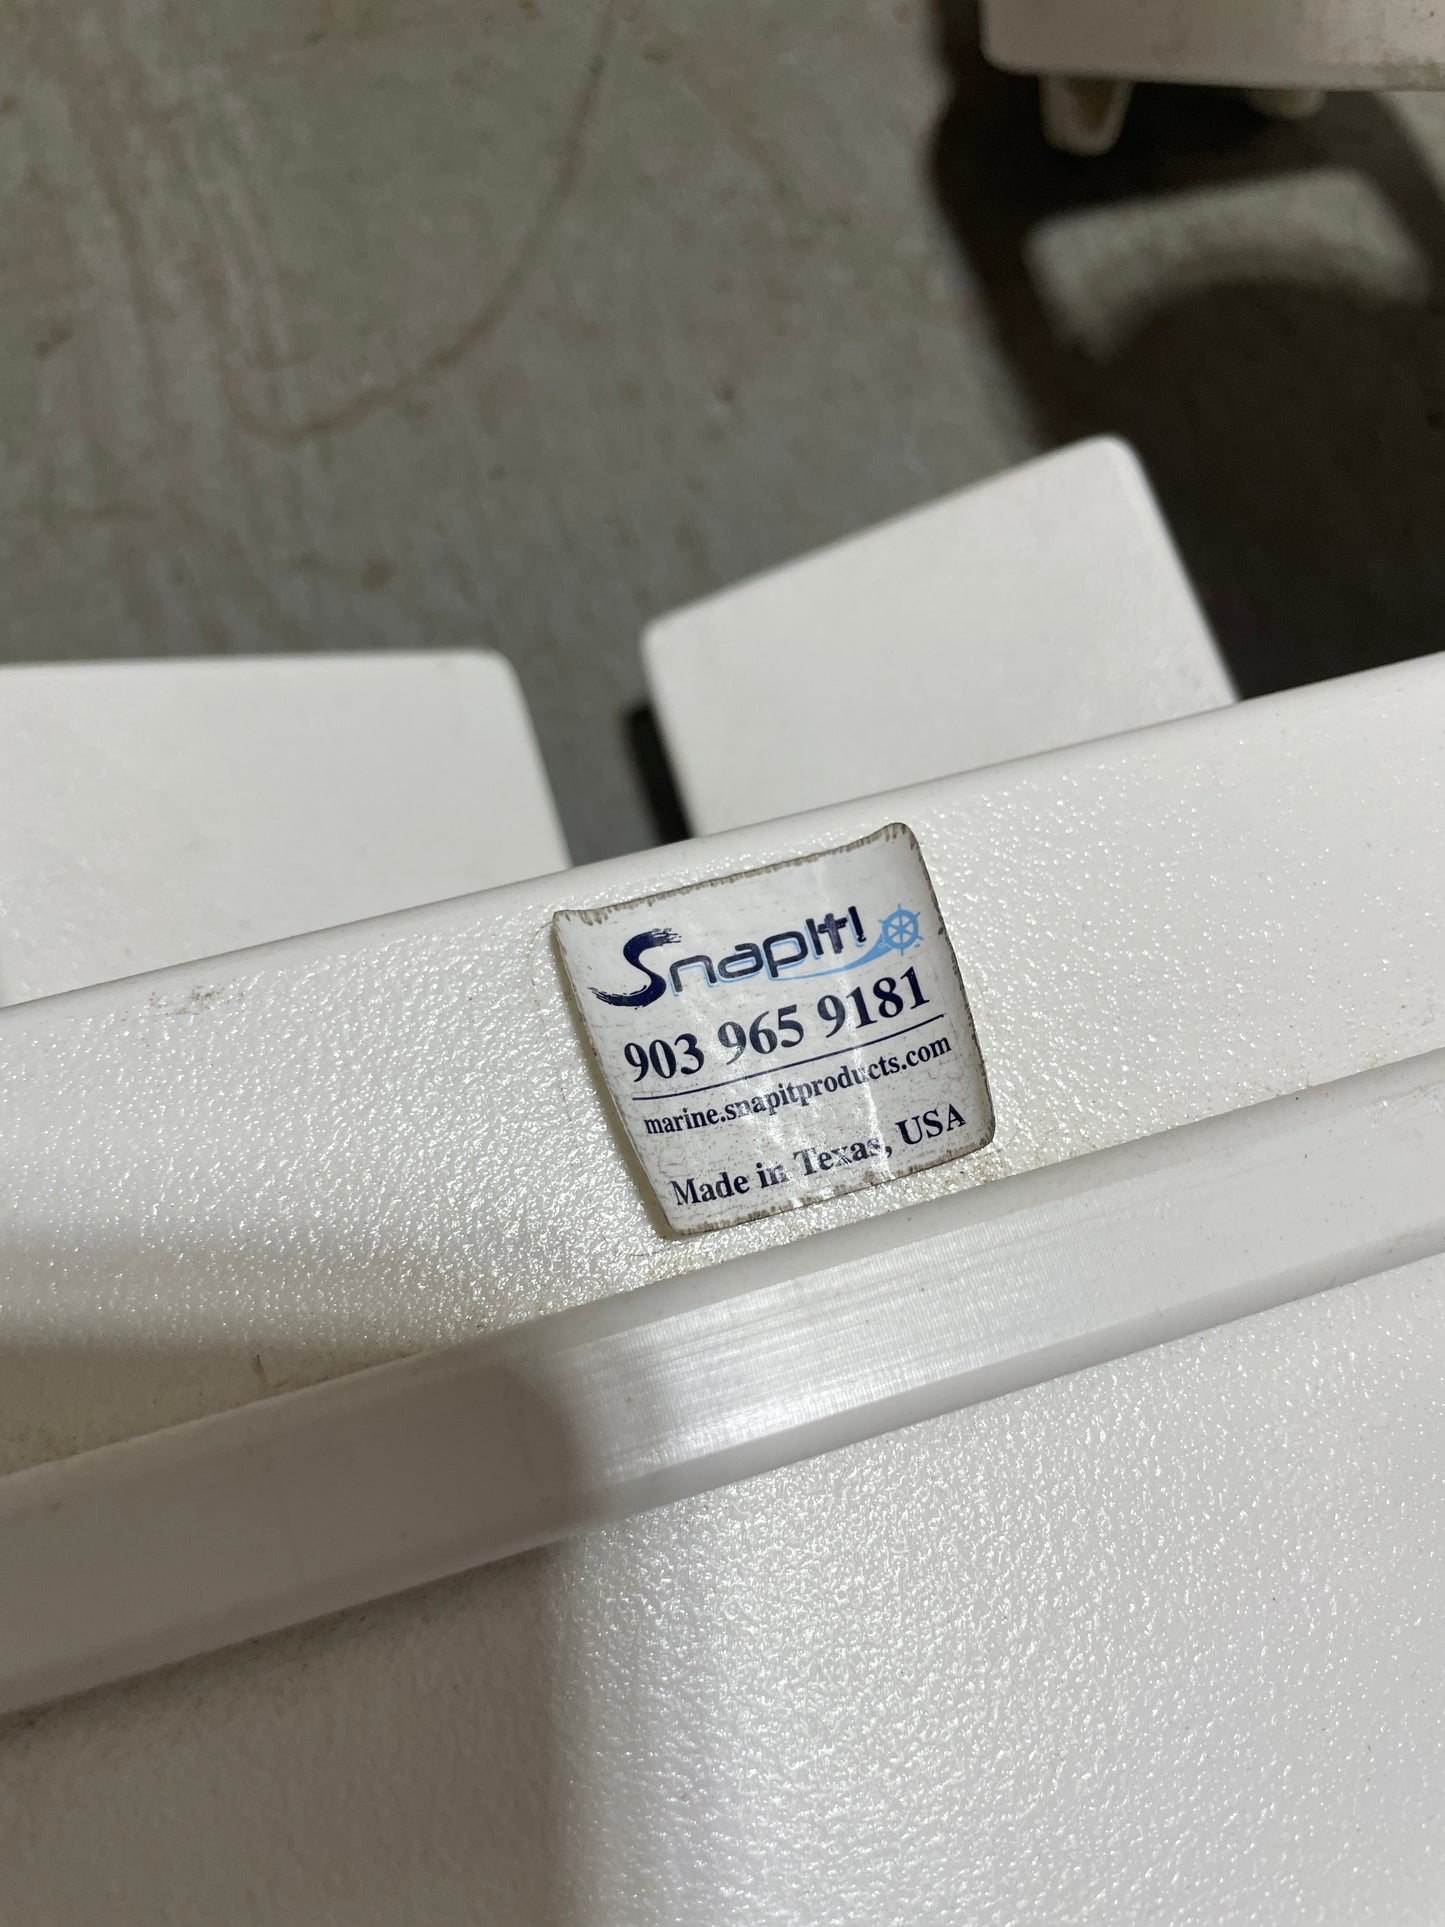 SnapIt!
903 965 9181
marine.snapitproducts.com
Made in Texas, USA